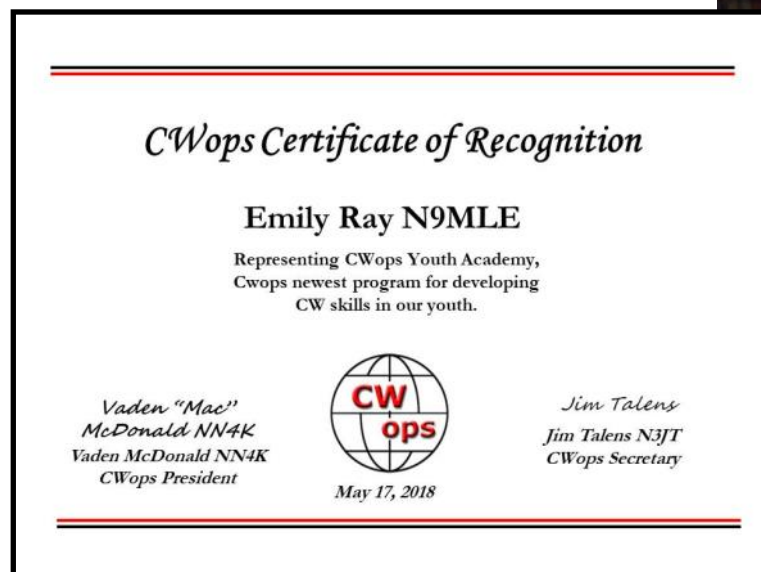 CWops Certificate of Recognition
Emily Ray N9MLE
Representing CWops Youth Academy,
Cwops newest program for developing
CW skills in our youth.
Vaden “Mac”
McDonald NN4K
Vaden McDonald NN4K
CWops President
CW
ops
May 17, 2018
Jim Talens
Jim Talens N3JT
CWops Secretary